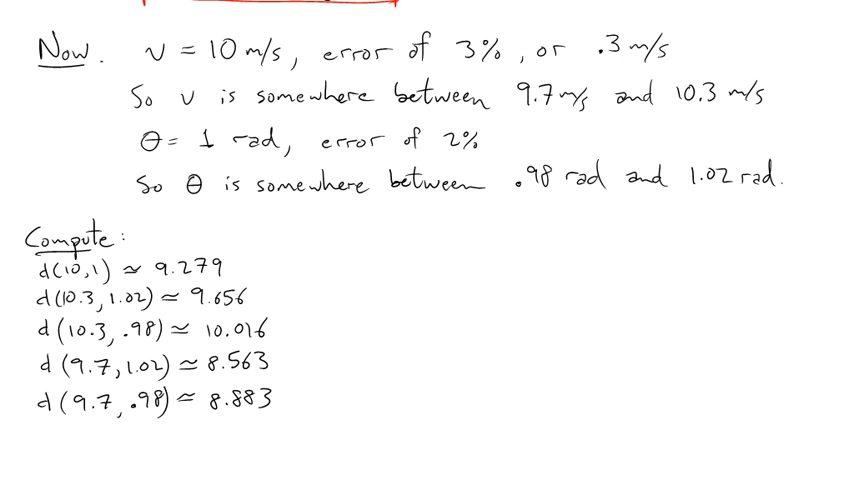 Now. v = 10 m/s, error of 3%, or .3 m/s
So v is somewhere between 9.7 m/s and 10.3 m/s
θ = 1 rad, error of 2%
So θ is somewhere between .98 rad and 1.02 rad.
Compute:
d(10,1) ≃ 9.279
d(10.3, 1.02) ≃ 9.656
d(10.3, .98) ≃ 10.016
d(9.7, 1.02) ≃ 8.563
d(9.7, .98) ≃ 8.883